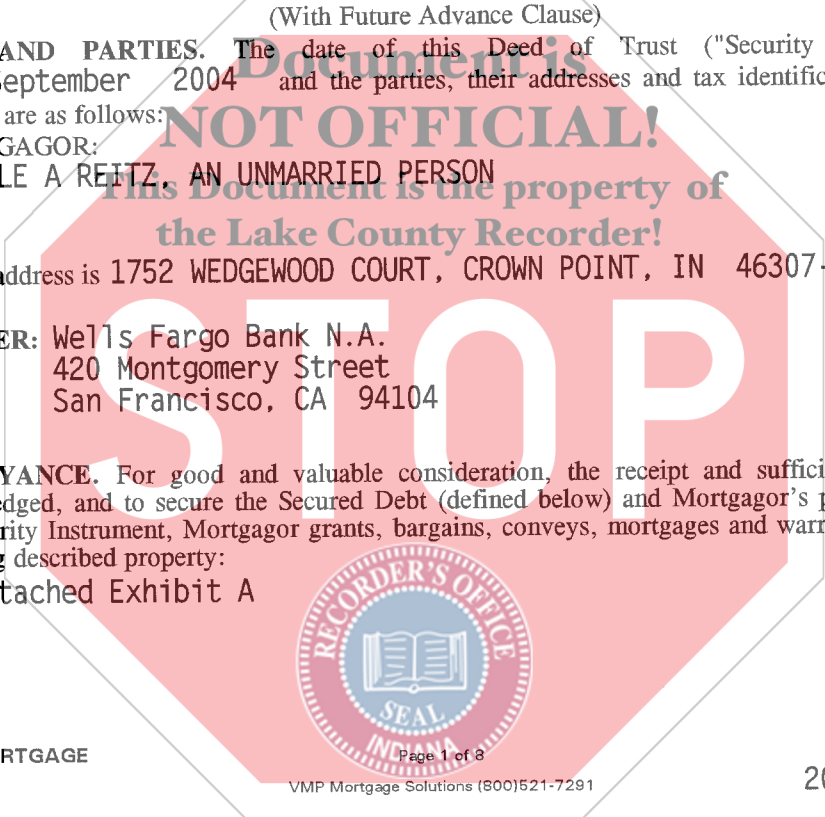 (With Future Advance Clause)
AND PARTIES. The date of this Deed of Trust ("Security
September 2004 and the parties, their addresses and tax identific
are as follows:
GAGOR:
LE A REITZ, AN UNMARRIED PERSON
Document is
NOT OFFICIAL!
This Document is the property of
the Lake County Recorder!
address is 1752 WEDGEWOOD COURT, CROWN POINT, IN 46307-
STOP
ER: Wells Fargo Bank N.A.
420 Montgomery Street
San Francisco, CA 94104
YANCE. For good and valuable consideration, the receipt and suffici
edged, and to secure the Secured Debt (defined below) and Mortgagor's p
rity Instrument, Mortgagor grants, bargains, conveys, mortgages and warr
g described property:
tached Exhibit A
RECORDER'S OFFICE
SEAL
INDIANA
RTGAGE
Page 1 of 8
VMP Mortgage Solutions (800)521-7291
20